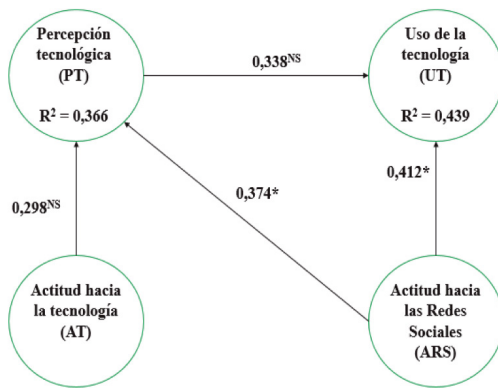 Percepción
tecnológica
(PT)
R² = 0,366
0,338ᴺˢ
Uso de la
tecnología
(UT)
R² = 0,439
0,298ᴺˢ
0,374*
0,412*
Actitud hacia
la tecnología
(AT)
Actitud hacia
las Redes
Sociales
(ARS)